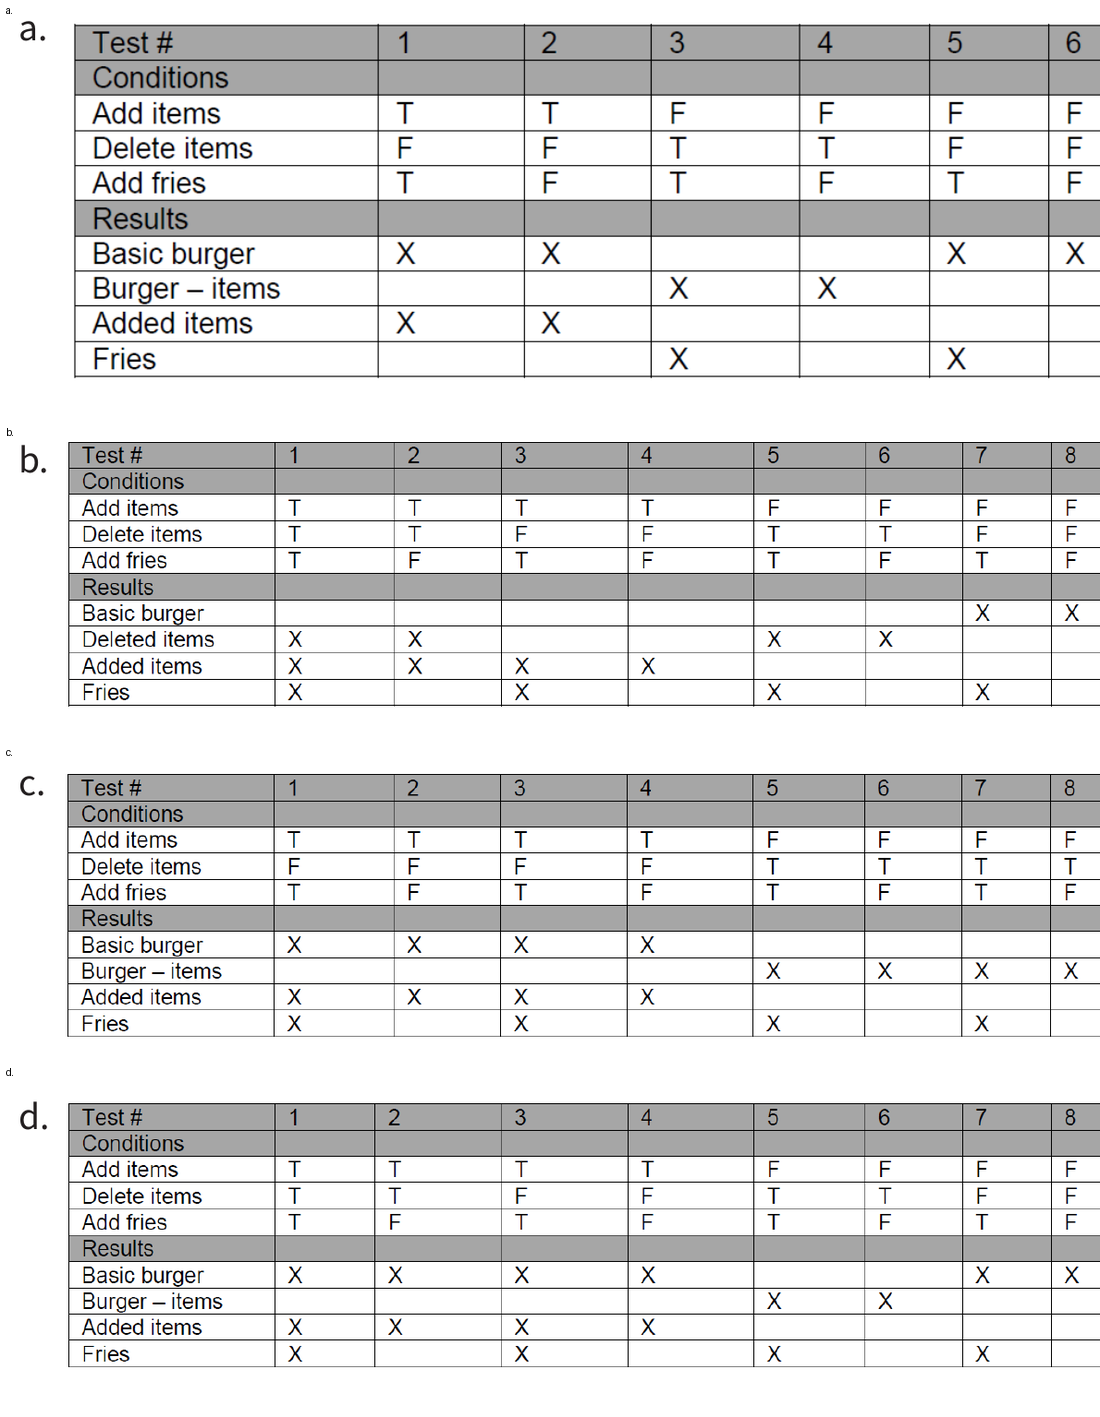 a.
a.
Test # 1 2 3 4 5 6
Conditions
Add items T T F F F F
Delete items F F T T F F
Add fries T F T F T F
Results
Basic burger X X X X
Burger – items X X
Added items X X
Fries X X
b.
b.
Test # 1 2 3 4 5 6 7 8
Conditions
Add items T T T T F F F F
Delete items T T F F T T F F
Add fries T F T F T F T F
Results
Basic burger X X
Deleted items X X X X
Added items X X X X
Fries X X X X
c.
c.
Test # 1 2 3 4 5 6 7 8
Conditions
Add items T T T T F F F F
Delete items F F F F T T T T
Add fries T F T F T F T F
Results
Basic burger X X X X
Burger – items X X X X
Added items X X X X
Fries X X X X
d.
d.
Test # 1 2 3 4 5 6 7 8
Conditions
Add items T T T T F F F F
Delete items T T F F T T F F
Add fries T F T F T F T F
Results
Basic burger X X X X X X
Burger – items X X
Added items X X X X
Fries X X X X